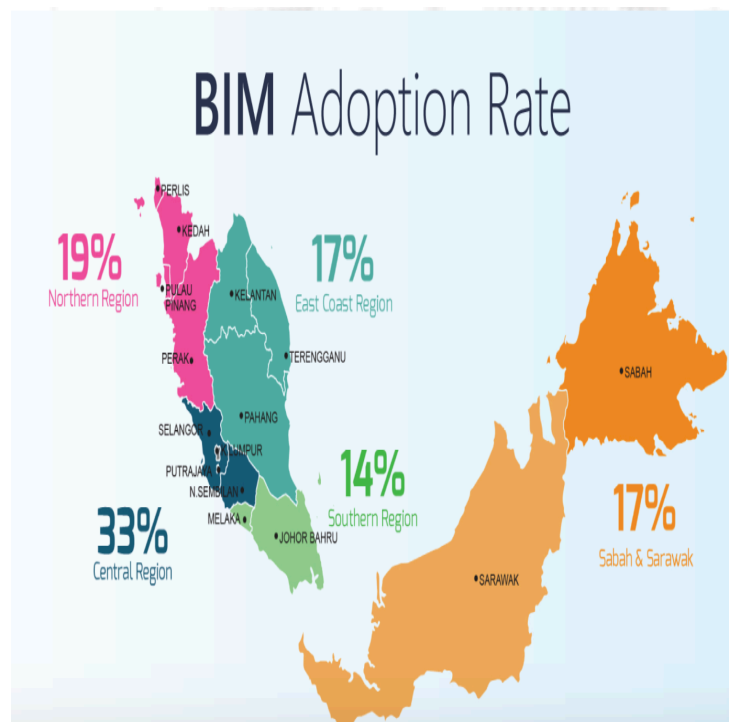 BIM Adoption Rate
PERLIS
KEDAH
19%
Northern Region
PULAU
PINANG
PERAK
17%
East Coast Region
KELANTAN
TERENGGANU
PAHANG
SELANGOR
K.LUMPUR
PUTRAJAYA
N.SEMBILAN
MELAKA
JOHOR BAHRU
33%
Central Region
14%
Southern Region
SABAH
17%
Sabah & Sarawak
SARAWAK